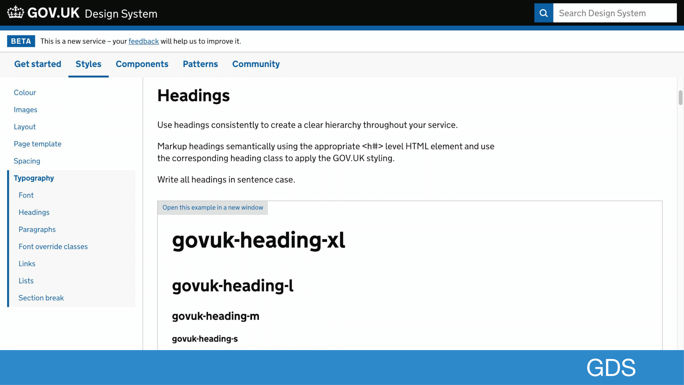 GOV.UK Design System
Search Design System
BETA This is a new service – your feedback will help us to improve it.
Get started Styles Components Patterns Community
Colour
Images
Layout
Page template
Spacing
Typography
Font
Headings
Paragraphs
Font override classes
Links
Lists
Section break
Headings
Use headings consistently to create a clear hierarchy throughout your service.
Markup headings semantically using the appropriate <h#> level HTML element and use
the corresponding heading class to apply the GOV.UK styling.
Write all headings in sentence case.
Open this example in a new window
govuk-heading-xl
govuk-heading-l
govuk-heading-m
govuk-heading-s
GDS